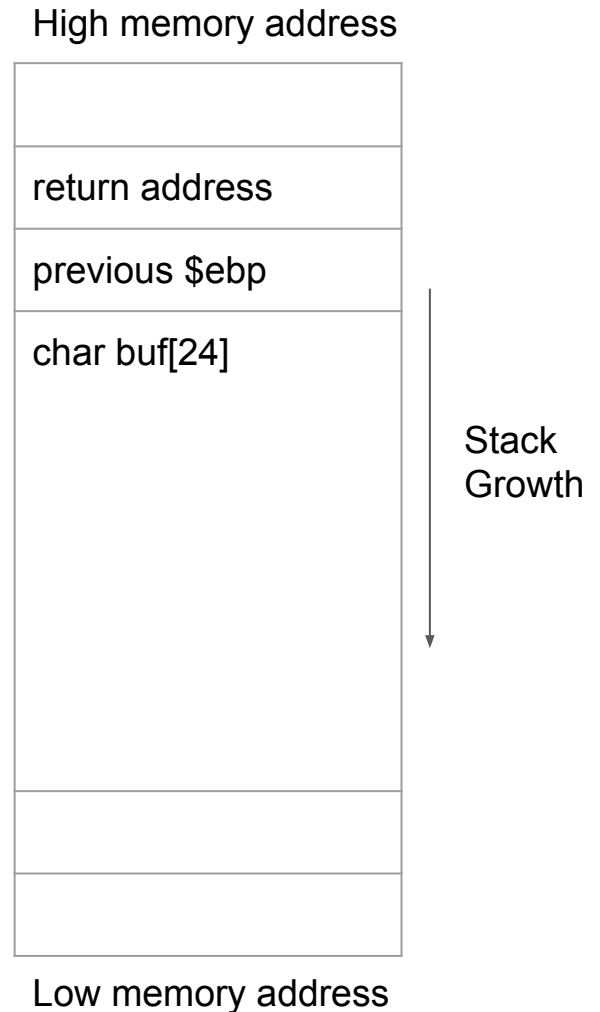 High memory address
return address
previous $ebp
char buf[24]
Stack
Growth
Low memory address